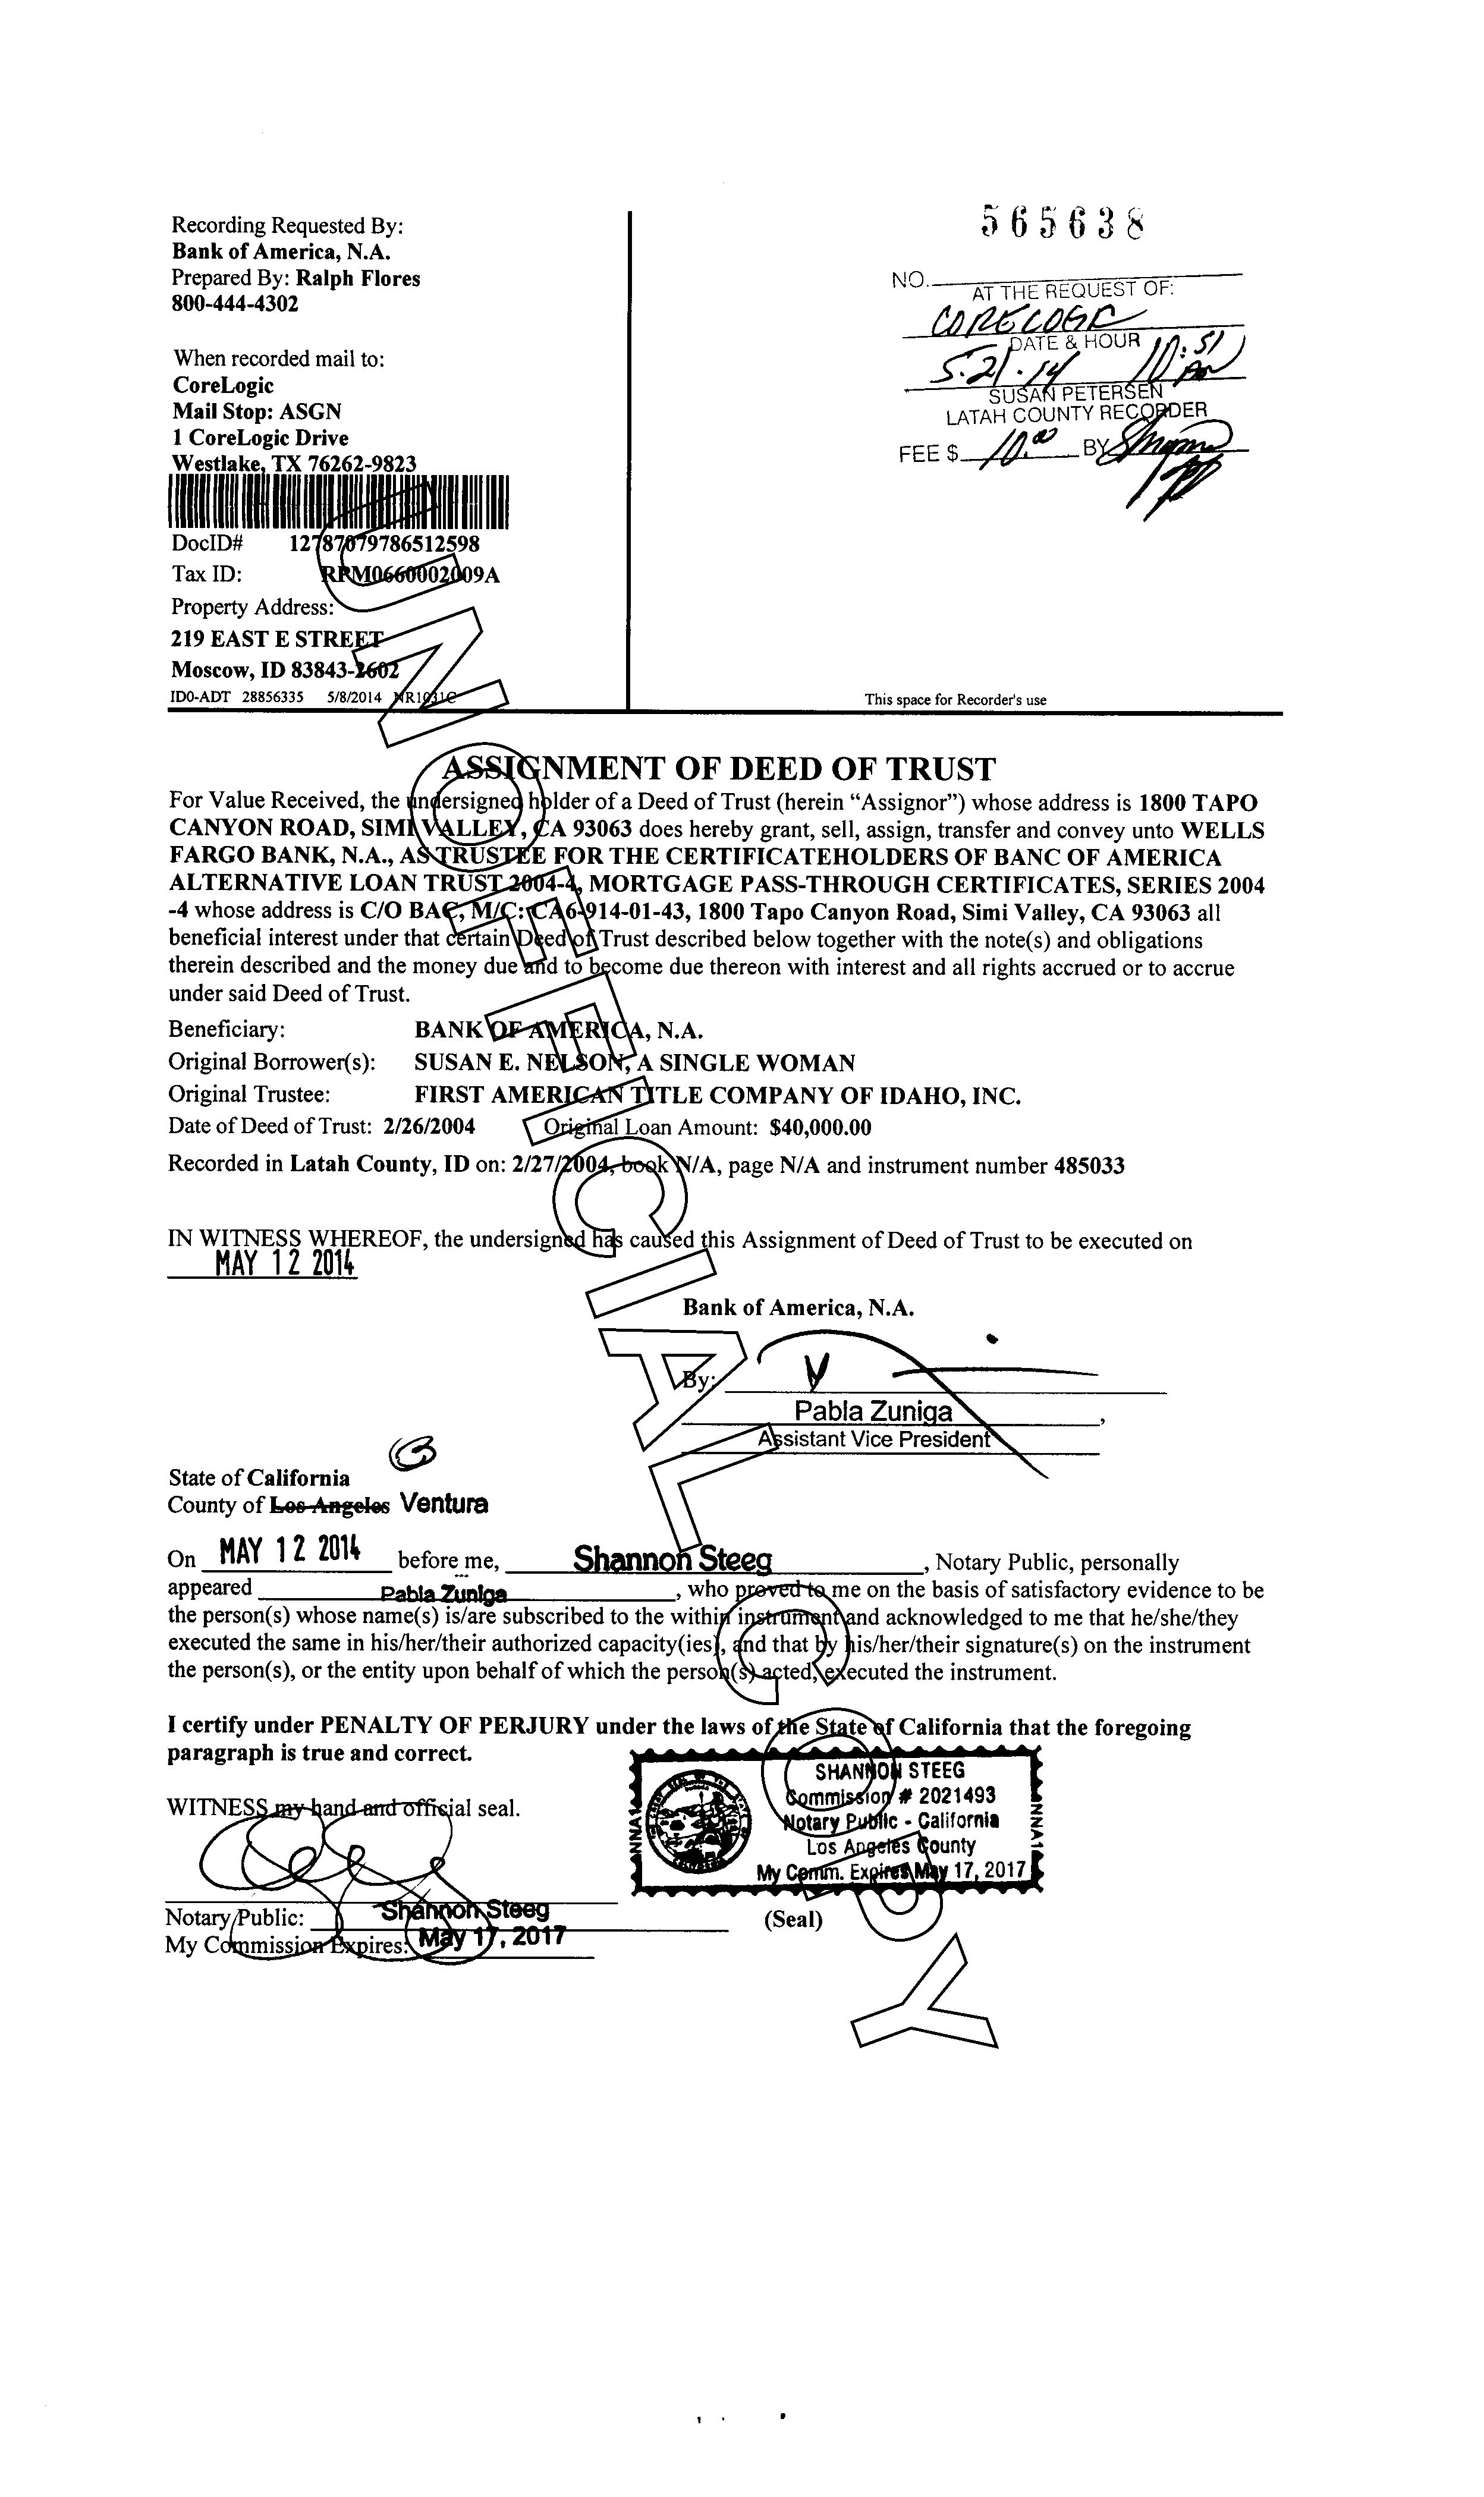 Recording Requested By:
Bank of America, N.A.
Prepared By: Ralph Flores
800-444-4302
When recorded mail to:
CoreLogic
Mail Stop: ASGN
1 CoreLogic Drive
Westlake, TX 76262-9823
DocID# 12787079786512598
Tax ID: RPM0660002009A
Property Address:
219 EAST E STREET
Moscow, ID 83843-2602
ID0-ADT 28856335 5/8/2014 NR1031C
565638
NO.
AT THE REQUEST OF:
CORELOGIC
DATE & HOUR
5.21.14 10:51 AM
SUSAN PETERSEN
LATAH COUNTY RECORDER
FEE $ 10.00 BY
This space for Recorder's use
ASSIGNMENT OF DEED OF TRUST
For Value Received, the undersigned holder of a Deed of Trust (herein “Assignor”) whose address is 1800 TAPO
CANYON ROAD, SIMI VALLEY, CA 93063 does hereby grant, sell, assign, transfer and convey unto WELLS
FARGO BANK, N.A., AS TRUSTEE FOR THE CERTIFICATEHOLDERS OF BANC OF AMERICA
ALTERNATIVE LOAN TRUST 2004-4, MORTGAGE PASS-THROUGH CERTIFICATES, SERIES 2004
-4 whose address is C/O BAC, M/C: CA6-914-01-43, 1800 Tapo Canyon Road, Simi Valley, CA 93063 all
beneficial interest under that certain Deed of Trust described below together with the note(s) and obligations
therein described and the money due and to become due thereon with interest and all rights accrued or to accrue
under said Deed of Trust.
Beneficiary: BANK OF AMERICA, N.A.
Original Borrower(s): SUSAN E. NELSON, A SINGLE WOMAN
Original Trustee: FIRST AMERICAN TITLE COMPANY OF IDAHO, INC.
Date of Deed of Trust: 2/26/2004 Original Loan Amount: $40,000.00
Recorded in Latah County, ID on: 2/27/2004, book N/A, page N/A and instrument number 485033
IN WITNESS WHEREOF, the undersigned has caused this Assignment of Deed of Trust to be executed on
MAY 12 2014
Bank of America, N.A.
By:
Pabla Zuniga,
Assistant Vice President
State of California
County of Los Angeles Ventura
On MAY 12 2014 before me, Shannon Steeg, Notary Public, personally
appeared Pabla Zuniga, who proved to me on the basis of satisfactory evidence to be
the person(s) whose name(s) is/are subscribed to the within instrument and acknowledged to me that he/she/they
executed the same in his/her/their authorized capacity(ies), and that by his/her/their signature(s) on the instrument
the person(s), or the entity upon behalf of which the person(s) acted, executed the instrument.
I certify under PENALTY OF PERJURY under the laws of the State of California that the foregoing
paragraph is true and correct.
WITNESS my hand and official seal.
SHANNON STEEG
Commission # 2021493
Notary Public - California
Los Angeles County
My Comm. Expires May 17, 2017
Notary Public: Shannon Steeg
(Seal)
My Commission Expires: May 17, 2017
UNOFFICIAL COPY